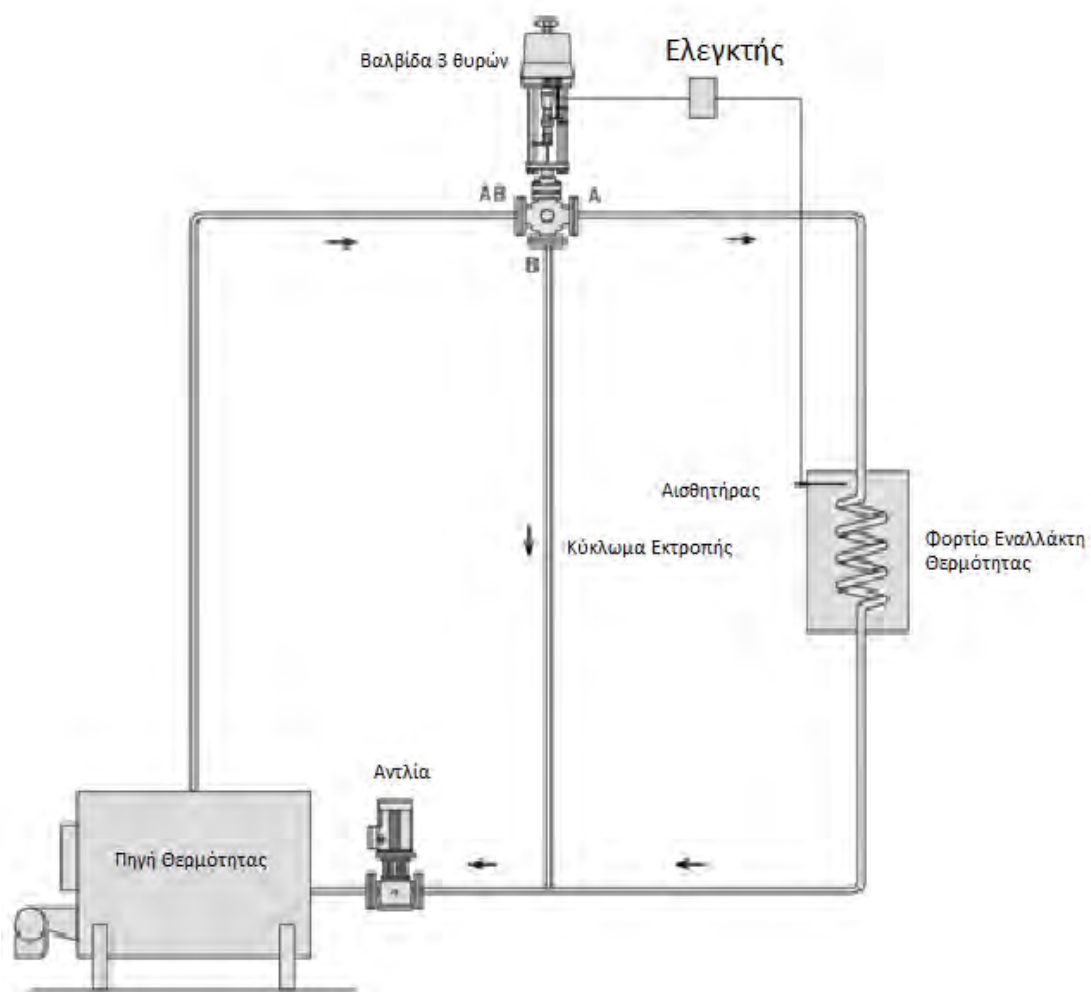 Ελεγκτής
Βαλβίδα 3 θυρών
AB
A
B
Αισθητήρας
Κύκλωμα Εκτροπής
Φορτίο Εναλλάκτη
Θερμότητας
Αντλία
Πηγή Θερμότητας